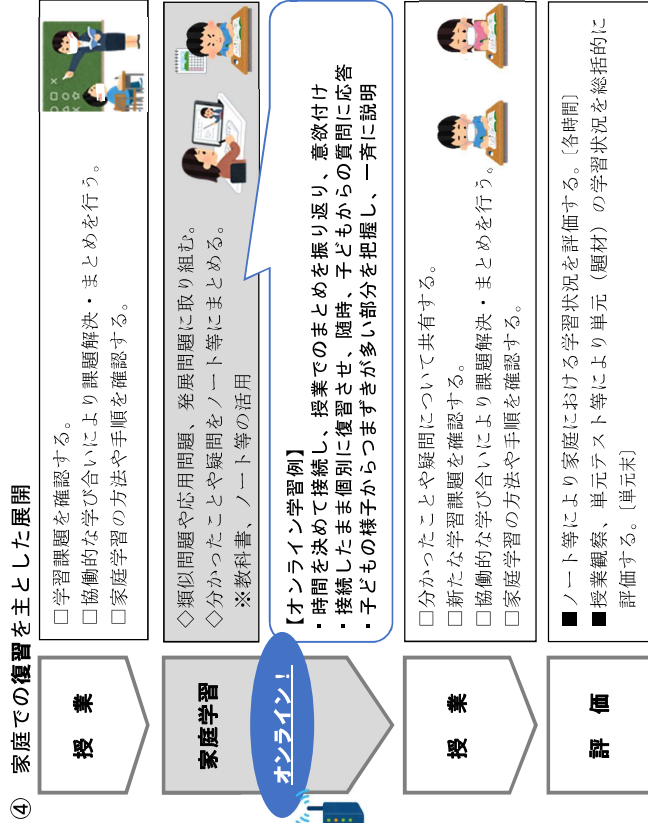 ④ 家庭での復習を主とした展開
授 業
□学習課題を確認する。
□協働的な学び合いにより課題解決・まとめを行う。
□家庭学習の方法や手順を確認する。
家庭学習
オンライン！
◇類似問題や応用問題、発展問題に取り組む。
◇分かったことや疑問をノート等にまとめる。
※教科書、ノート等の活用
【オンライン学習例】
・時間を決めて接続し、授業でのまとめを振り返り、意欲付け
・接続したまま個別に復習させ、随時、子どもからの質問に応答
・子どもの様子からつまずきが多い部分を把握し、一斉に説明
授 業
□分かったことや疑問について共有する。
□新たな学習課題を確認する。
□協働的な学び合いにより課題解決・まとめを行う。
□家庭学習の方法や手順を確認する。
評 価
■ノート等により家庭における学習状況を評価する。〔各時間〕
■授業観察、単元テスト等により単元（題材）の学習状況を総括的に
評価する。〔単元末〕